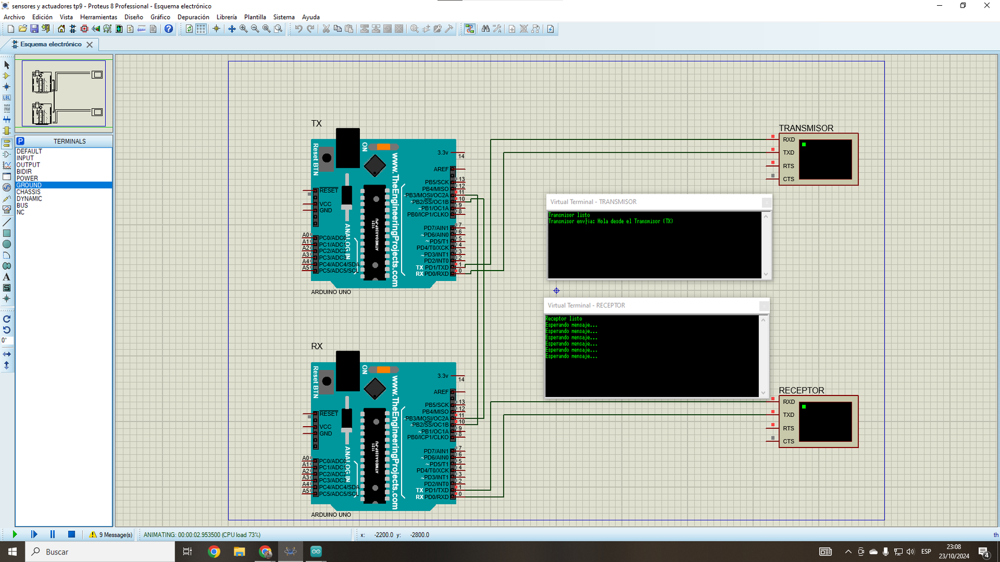 sensores y actuadores tp9 - Proteus 8 Professional - Esquema electrónico
Archivo Edición Vista Herramientas Diseño Gráfico Depuración Librería Plantilla Sistema Ayuda
Esquema electrónico
P TERMINALS
DEFAULT
INPUT
OUTPUT
BIDIR
POWER
GROUND
CHASSIS
DYNAMIC
BUS
NC
LBL
A
S
0°
TX
Reset BTN
ON
www.TheEngineeringProjects.com
ANALOG IN
ATMEGA328P-PU
1121
RESET
VCC
GND
A0 PC0/ADC0
A1 PC1/ADC1
A2 PC2/ADC2
A3 PC3/ADC3
A4 PC4/ADC4/SDA
A5 PC5/ADC5/SCL
3.3v 14
AREF
PB5/SCK 13
PB4/MISO 12
~PB3/MOSI/OC2A 11
~PB2/SS/OC1B 10
~PB1/OC1A 9
PB0/ICP1/CLKO 8
PD7/AIN1 7
~PD6/AIN0 6
~PD5/T1 5
PD4/T0/XCK 4
~PD3/INT1 3
PD2/INT0 2
TX PD1/TXD 1
RX PD0/RXD 0
ARDUINO UNO
TRANSMISOR
RXD
TXD
RTS
CTS
Virtual Terminal - TRANSMISOR
Transmisor listo
Transmisor envía: Hola desde el Transmisor (TX)
Virtual Terminal - RECEPTOR
Receptor listo
Esperando mensaje...
Esperando mensaje...
Esperando mensaje...
Esperando mensaje...
Esperando mensaje...
Esperando mensaje...
RX
Reset BTN
ON
www.TheEngineeringProjects.com
ANALOG IN
ATMEGA328P-PU
1121
RESET
VCC
GND
A0 PC0/ADC0
A1 PC1/ADC1
A2 PC2/ADC2
A3 PC3/ADC3
A4 PC4/ADC4/SDA
A5 PC5/ADC5/SCL
3.3v 14
AREF
PB5/SCK 13
PB4/MISO 12
~PB3/MOSI/OC2A 11
~PB2/SS/OC1B 10
~PB1/OC1A 9
PB0/ICP1/CLKO 8
PD7/AIN1 7
~PD6/AIN0 6
~PD5/T1 5
PD4/T0/XCK 4
~PD3/INT1 3
PD2/INT0 2
TX PD1/TXD 1
RX PD0/RXD 0
ARDUINO UNO
RECEPTOR
RXD
TXD
RTS
CTS
9 Message(s) ANIMATING: 00:00:02.953500 (CPU load 73%) x: -2200.0 y: -2800.0 th
Buscar
ESP
23:08
23/10/2024
4